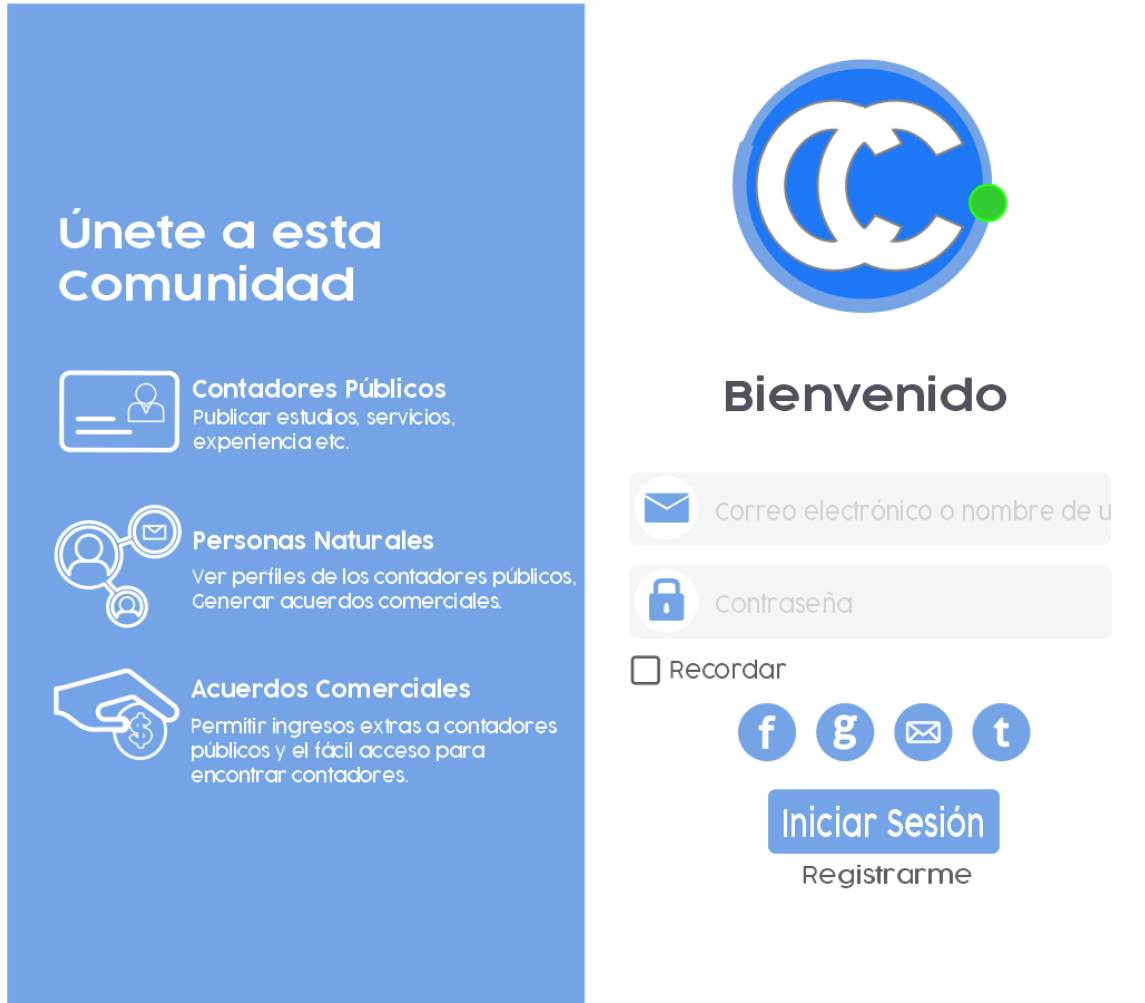 Únete a esta
Comunidad
Contadores Públicos
Publicar estudios, servicios,
experiencia etc.
Personas Naturales
Ver perfiles de los contadores públicos,
Generar acuerdos comerciales.
$
Acuerdos Comerciales
Permitir ingresos extras a contadores
públicos y el fácil acceso para
encontrar contadores.
CC
Bienvenido
Correo electrónico o nombre de u
Contraseña
Recordar
f g t
Iniciar Sesión
Registrarme